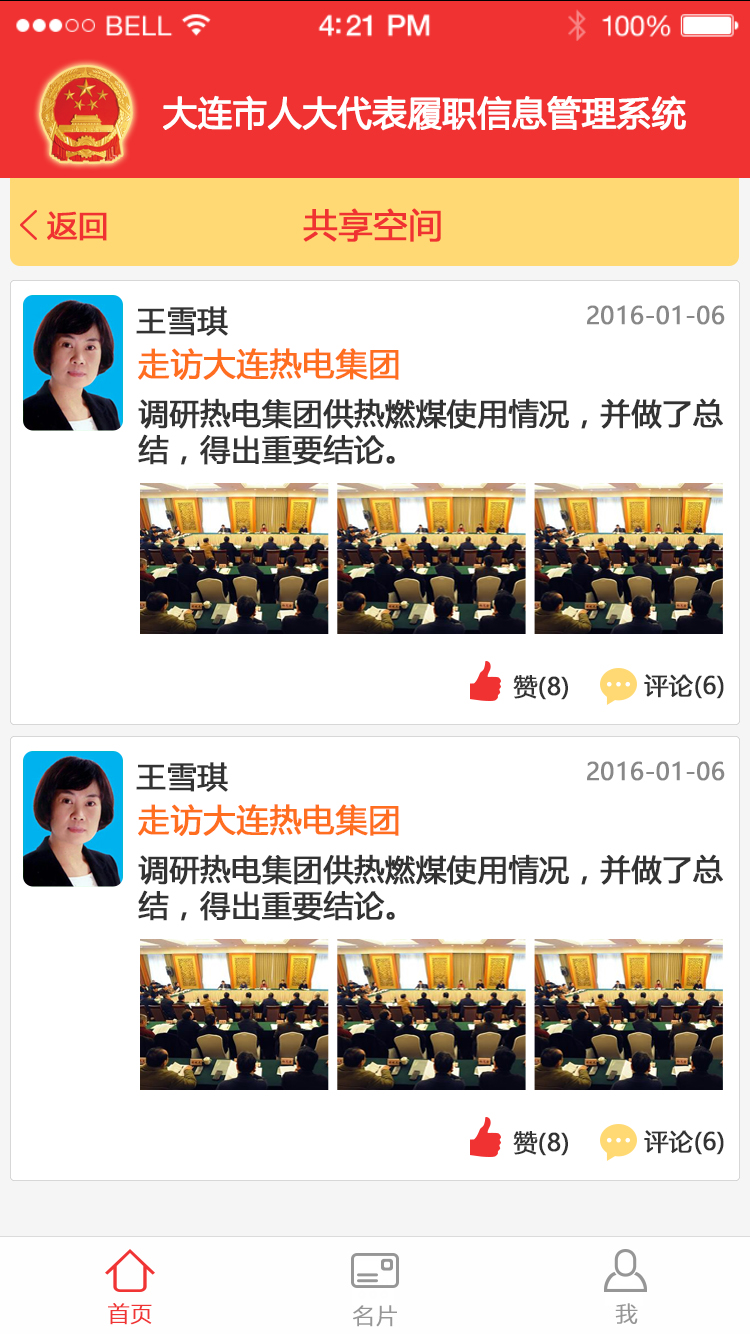 BELL 4:21 PM 100%
大连市人大代表履职信息管理系统
返回 共享空间
王雪琪 2016-01-06
走访大连热电集团
调研热电集团供热燃煤使用情况，并做了总
结，得出重要结论。
赞(8) 评论(6)
王雪琪 2016-01-06
走访大连热电集团
调研热电集团供热燃煤使用情况，并做了总
结，得出重要结论。
赞(8) 评论(6)
首页 名片 我